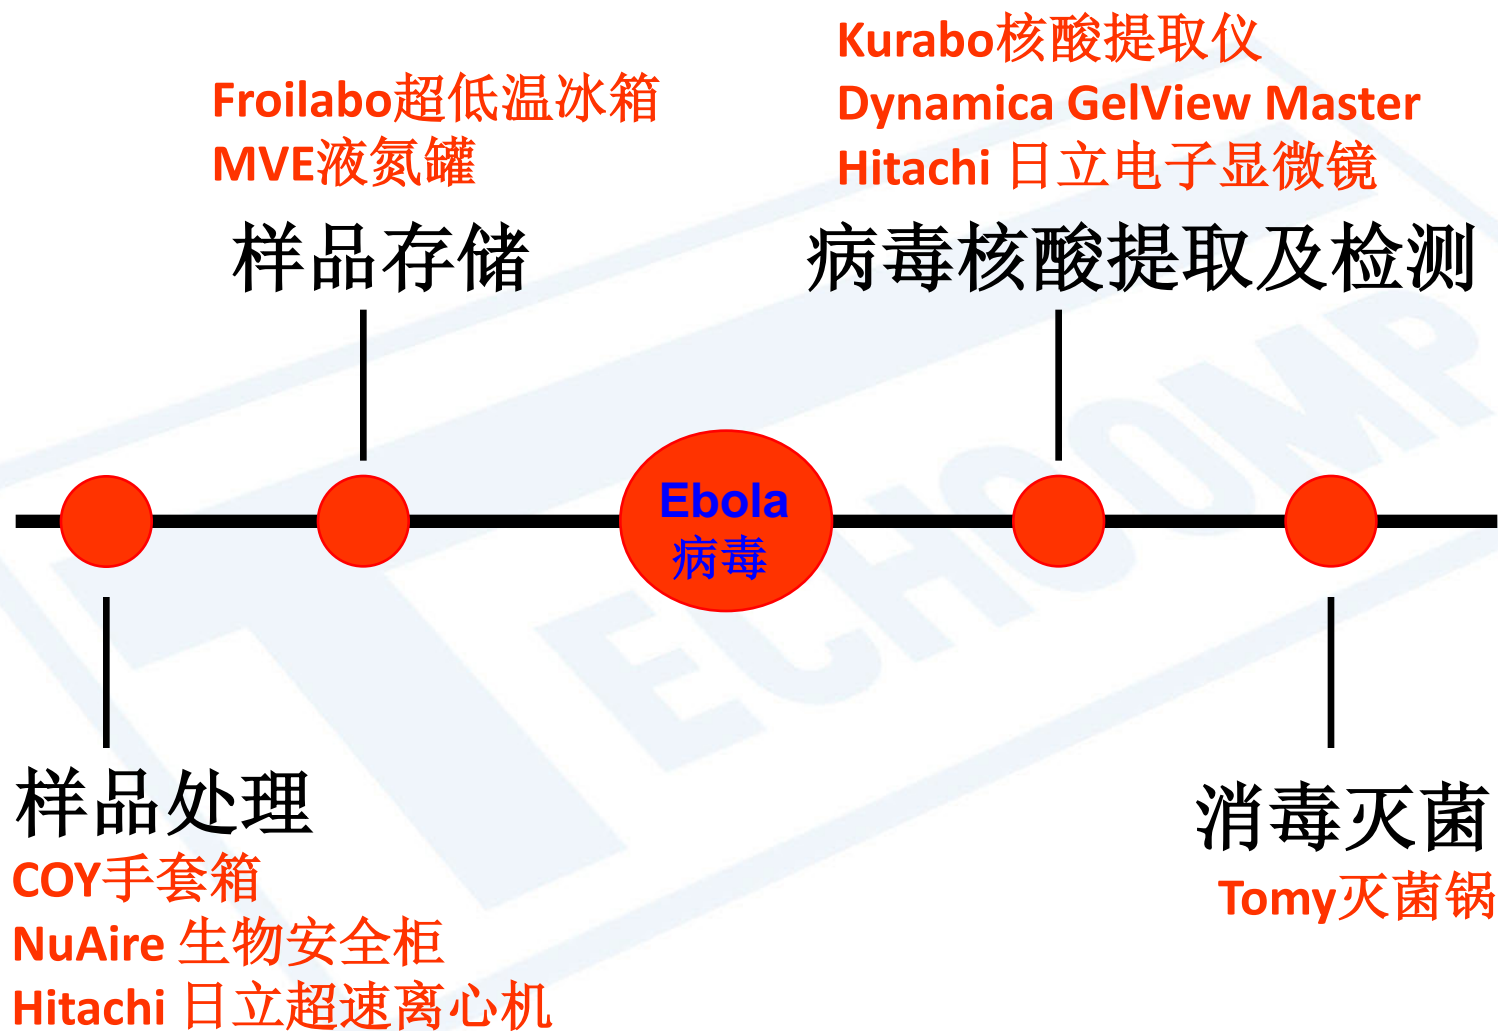 Kurabo核酸提取仪
Dynamica GelView Master
Hitachi 日立电子显微镜
Froilabo超低温冰箱
MVE液氮罐
样品存储
病毒核酸提取及检测
Ebola
病毒
样品处理
COY手套箱
NuAire 生物安全柜
Hitachi 日立超速离心机
消毒灭菌
Tomy灭菌锅
TECHCOMP